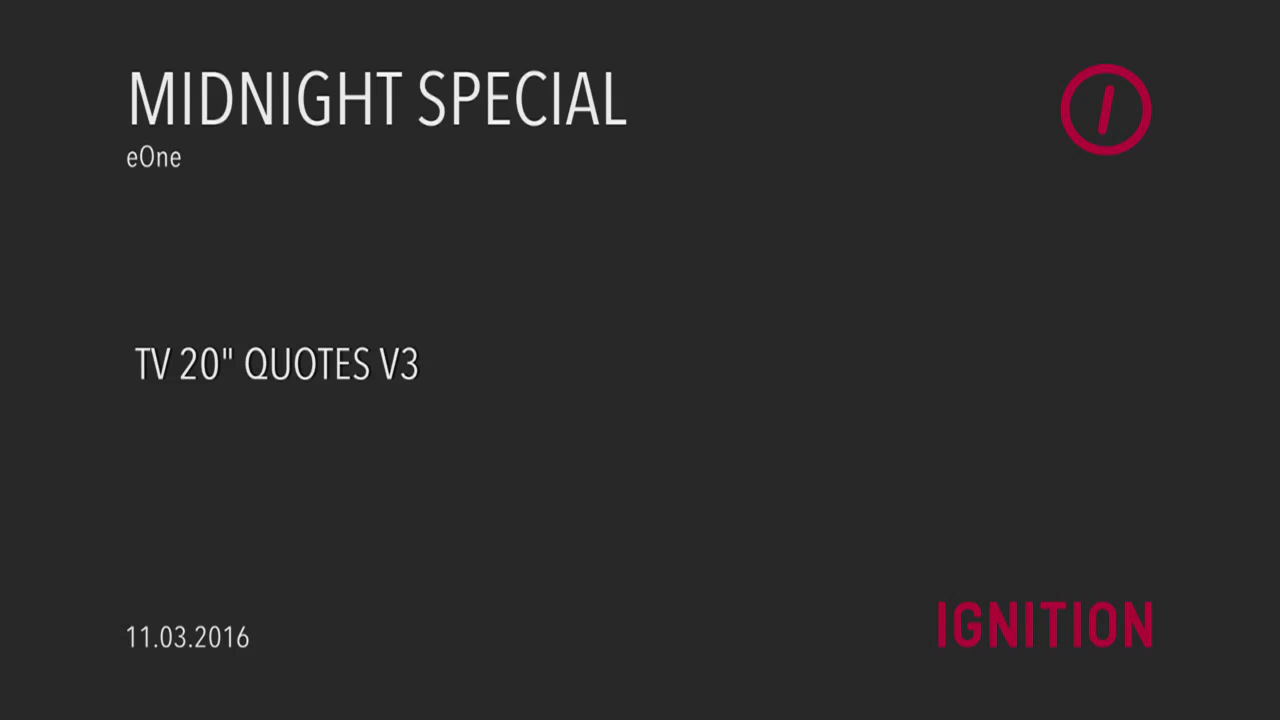 MIDNIGHT SPECIAL
eOne
TV 20" QUOTES V3
11.03.2016
IGNITION